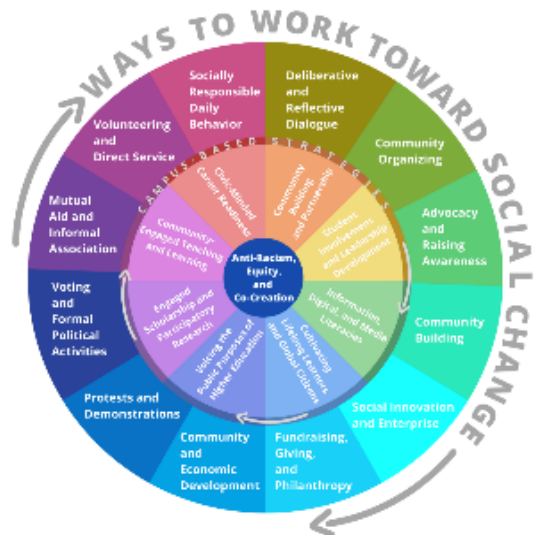 WAYS TO WORK TOWARD SOCIAL CHANGE
Socially
Responsible
Daily
Behavior
Deliberative
and
Reflective
Dialogue
Community
Organizing
Advocacy
and
Raising
Awareness
Community
Building
Social Innovation
and Enterprise
Fundraising,
Giving,
and
Philanthropy
Community
and
Economic
Development
Protests and
Demonstrations
Voting
and
Formal
Political
Activities
Mutual
Aid and
Informal
Association
Volunteering
and
Direct Service
CAMPUS-BASED STRATEGIES
Civic-Minded
Career Readiness
Community
Building
and Partnership
Student
Involvement
and Leadership
Development
Information,
Digital, and Media
Literacies
Cultivating
Lifelong Learners
and Global Citizens
Voicing the
Public Purposes of
Higher Education
Engaged
Scholarship and
Participatory
Research
Community-
Engaged Teaching
and Learning
Anti-Racism,
Equity,
and
Co-Creation